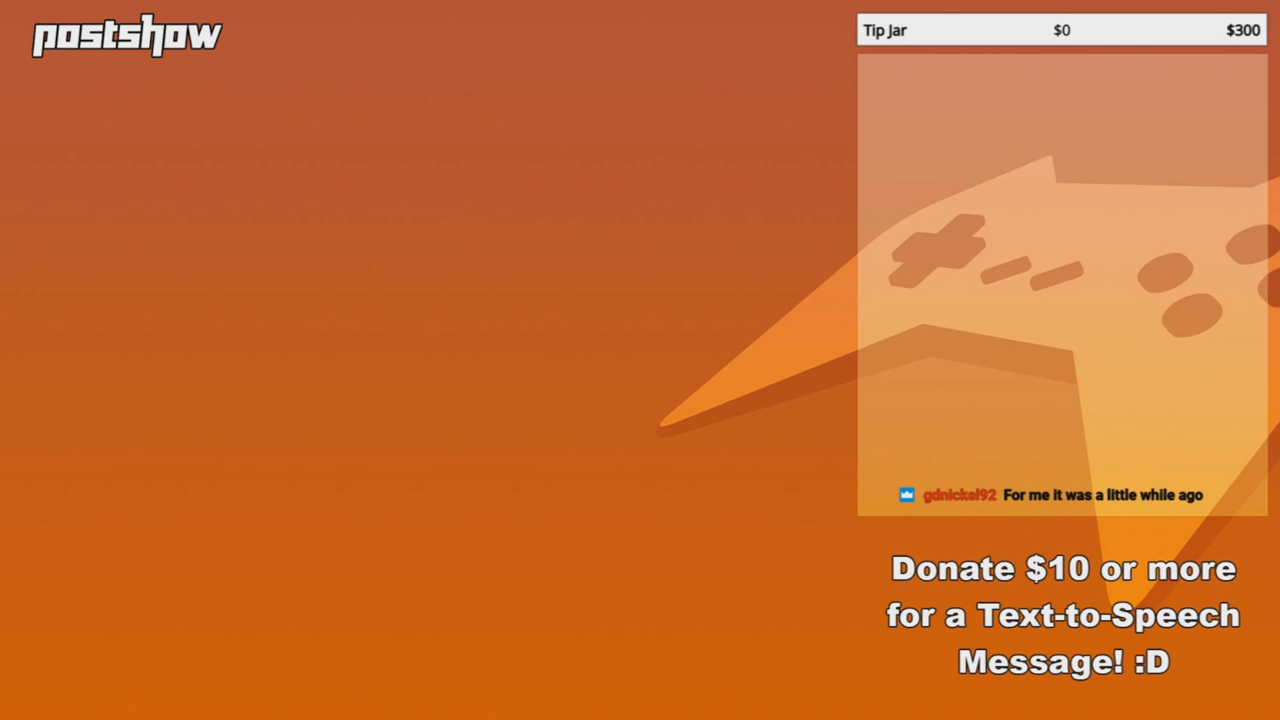 postshow
Tip Jar $0 $300
gdnickel92 For me it was a little while ago
Donate $10 or more
for a Text-to-Speech
Message! :D